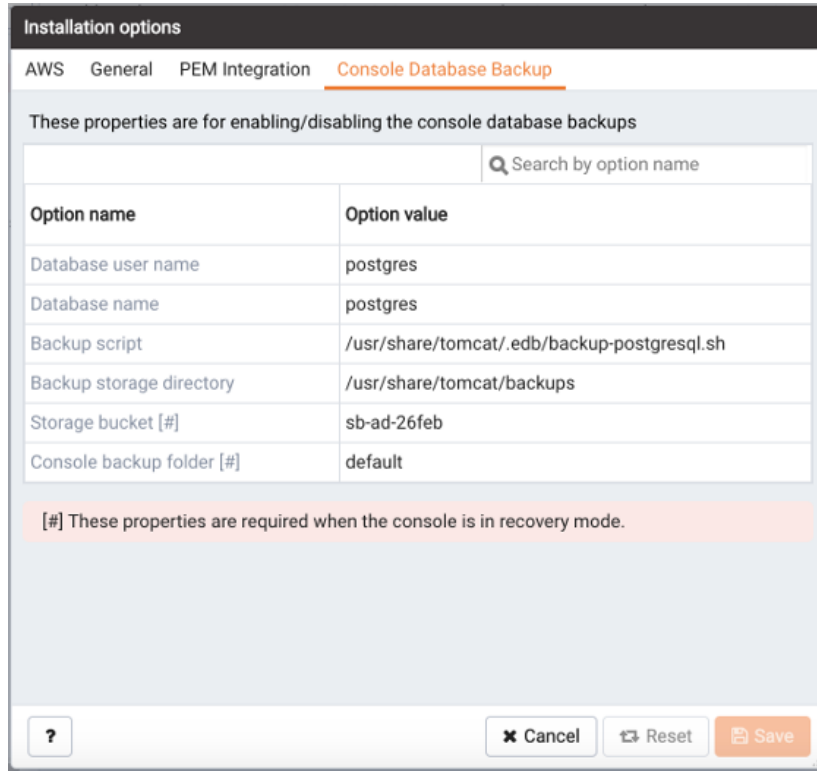 Installation options
AWS General PEM Integration Console Database Backup
These properties are for enabling/disabling the console database backups
Search by option name
Option name Option value
Database user name postgres
Database name postgres
Backup script /usr/share/tomcat/.edb/backup-postgresql.sh
Backup storage directory /usr/share/tomcat/backups
Storage bucket [#] sb-ad-26feb
Console backup folder [#] default
[#] These properties are required when the console is in recovery mode.
? Cancel Reset Save